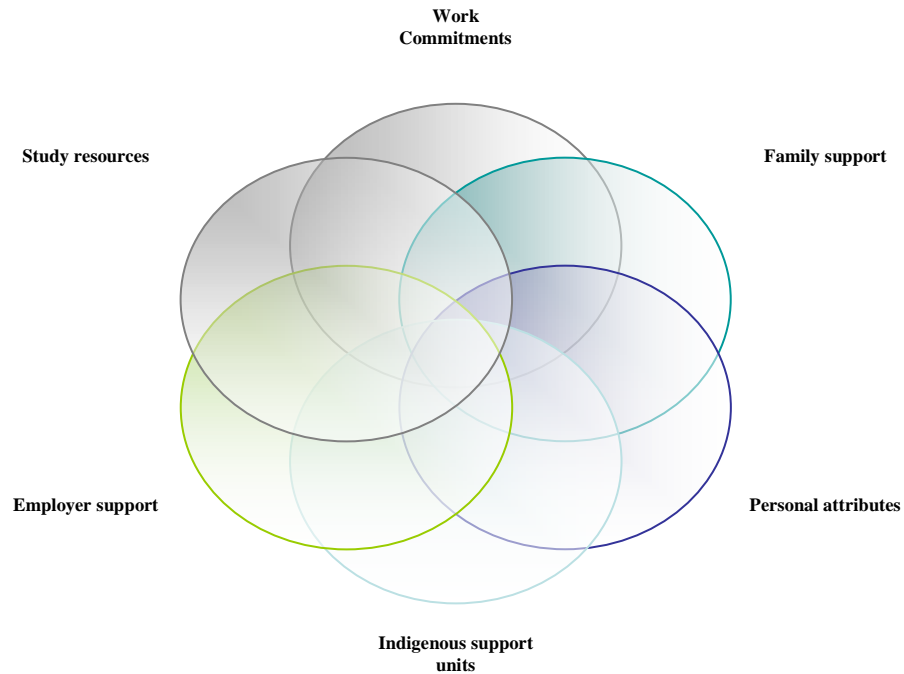 Work
Commitments
Study resources
Family support
Employer support
Personal attributes
Indigenous support
units